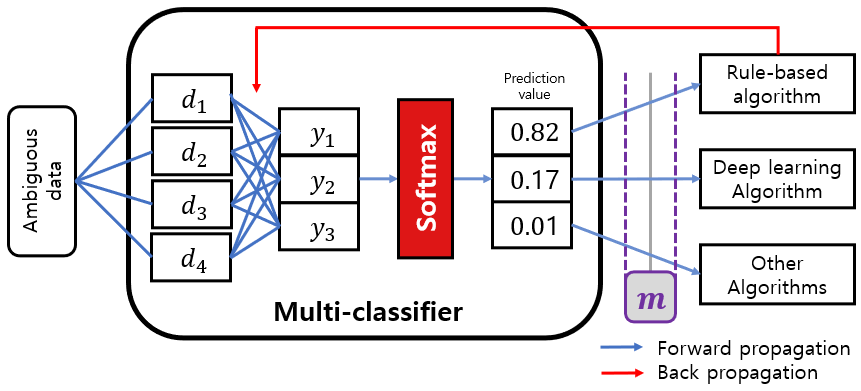 Ambiguous
data
d1
d2
d3
d4
y1
y2
y3
Softmax
Prediction
value
0.82
0.17
0.01
Multi-classifier
m
Rule-based
algorithm
Deep learning
Algorithm
Other
Algorithms
Forward propagation
Back propagation